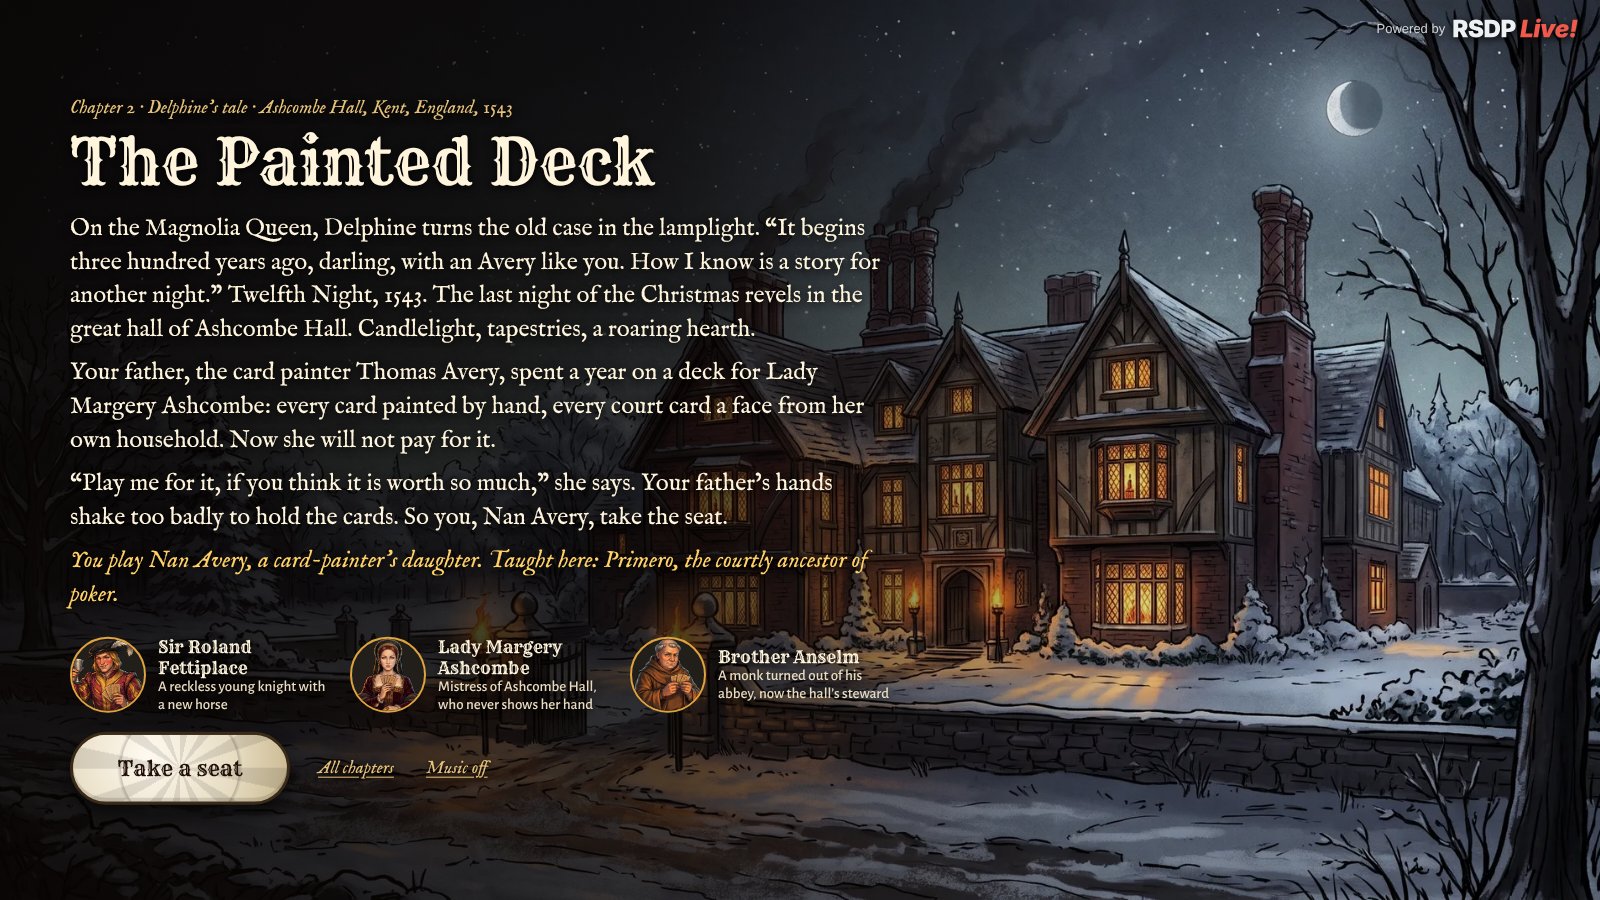 Powered by RSDP Live!
Chapter 2 · Delphine's tale · Ashcombe Hall, Kent, England, 1543
The Painted Deck
On the Magnolia Queen, Delphine turns the old case in the lamplight. “It begins
three hundred years ago, darling, with an Avery like you. How I know is a story for
another night.” Twelfth Night, 1543. The last night of the Christmas revels in the
great hall of Ashcombe Hall. Candlelight, tapestries, a roaring hearth.
Your father, the card painter Thomas Avery, spent a year on a deck for Lady
Margery Ashcombe: every card painted by hand, every court card a face from her
own household. Now she will not pay for it.
“Play me for it, if you think it is worth so much,” she says. Your father’s hands
shake too badly to hold the cards. So you, Nan Avery, take the seat.
You play Nan Avery, a card-painter’s daughter. Taught here: Primero, the courtly ancestor of
poker.
Sir Roland
Fettiplace
A reckless young knight with
a new horse
Lady Margery
Ashcombe
Mistress of Ashcombe Hall,
who never shows her hand
Brother Anselm
A monk turned out of his
abbey, now the hall's steward
Take a seat
All chapters
Music off